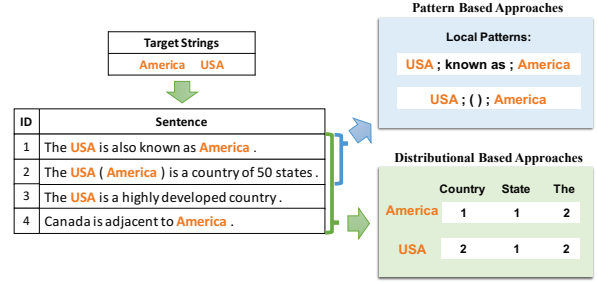 Target Strings
America USA
ID Sentence
1 The USA is also known as America .
2 The USA ( America ) is a country of 50 states .
3 The USA is a highly developed country .
4 Canada is adjacent to America .
Pattern Based Approaches
Local Patterns:
USA ; known as ; America
USA ; ( ) ; America
Distributional Based Approaches
Country State The
America 1 1 2
USA 2 1 2